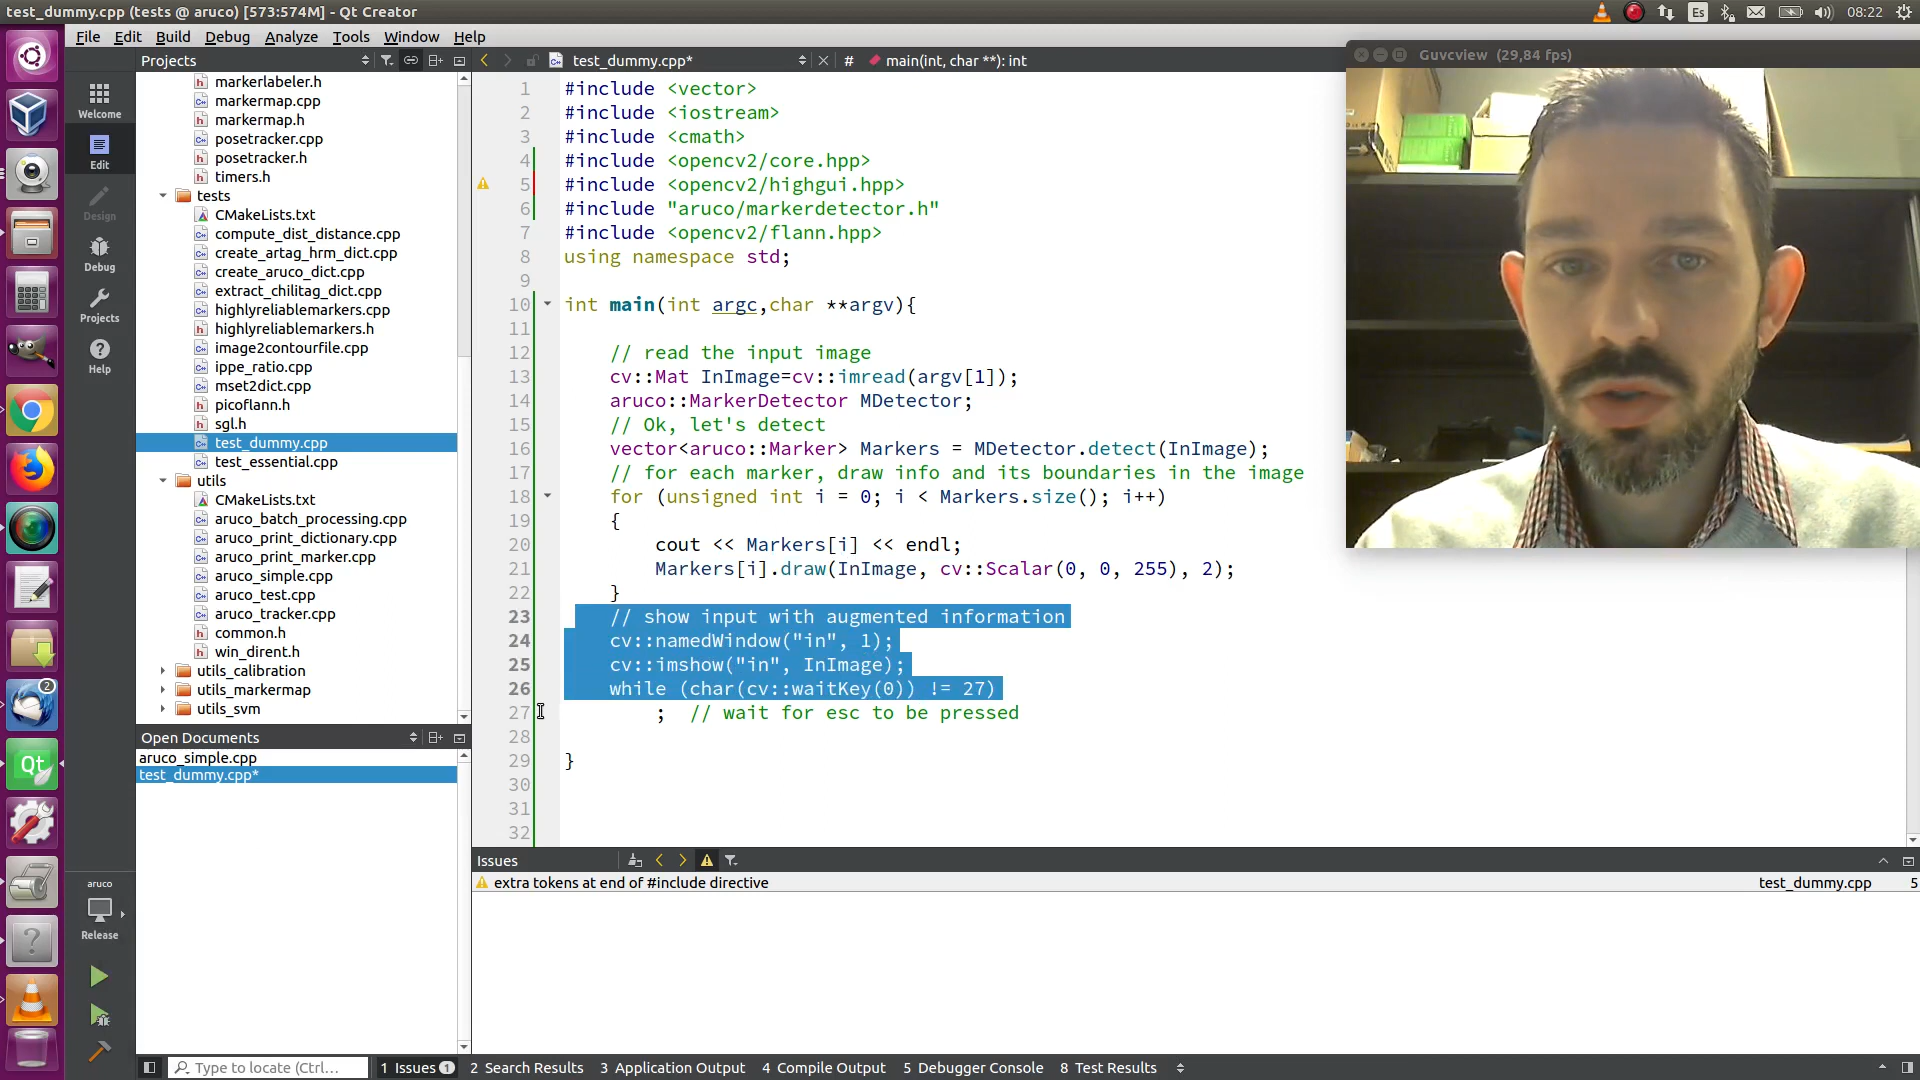 test_dummy.cpp (tests @ aruco) [573:574M] - Qt Creator
Es
08:22
File Edit Build Debug Analyze Tools Window Help
Projects
test_dummy.cpp*
#
main(int, char **): int
Guvcview (29,84 fps)
Welcome
Edit
Design
Debug
Projects
Help
markerlabeler.h
markermap.cpp
markermap.h
posetracker.cpp
posetracker.h
timers.h
tests
CMakeLists.txt
compute_dist_distance.cpp
create_artag_hrm_dict.cpp
create_aruco_dict.cpp
extract_chilitag_dict.cpp
highlyreliablemarkers.cpp
highlyreliablemarkers.h
image2contourfile.cpp
ippe_ratio.cpp
mset2dict.cpp
picoflann.h
sgl.h
test_dummy.cpp
test_essential.cpp
utils
CMakeLists.txt
aruco_batch_processing.cpp
aruco_print_dictionary.cpp
aruco_print_marker.cpp
aruco_simple.cpp
aruco_test.cpp
aruco_tracker.cpp
common.h
win_dirent.h
utils_calibration
utils_markermap
utils_svm
Open Documents
aruco_simple.cpp
test_dummy.cpp*
1 #include <vector>
2 #include <iostream>
3 #include <cmath>
4 #include <opencv2/core.hpp>
5 #include <opencv2/highgui.hpp>
6 #include "aruco/markerdetector.h"
7 #include <opencv2/flann.hpp>
8 using namespace std;
9
10 int main(int argc,char **argv){
11
12 // read the input image
13 cv::Mat InImage=cv::imread(argv[1]);
14 aruco::MarkerDetector MDetector;
15 // Ok, let's detect
16 vector<aruco::Marker> Markers = MDetector.detect(InImage);
17 // for each marker, draw info and its boundaries in the image
18 for (unsigned int i = 0; i < Markers.size(); i++)
19 {
20 cout << Markers[i] << endl;
21 Markers[i].draw(InImage, cv::Scalar(0, 0, 255), 2);
22 }
23 // show input with augmented information
24 cv::namedWindow("in", 1);
25 cv::imshow("in", InImage);
26 while (char(cv::waitKey(0)) != 27)
27 ; // wait for esc to be pressed
28
29 }
30
31
32
Issues
extra tokens at end of #include directive test_dummy.cpp 5
2
Qt
aruco
Release
Type to locate (Ctrl...
1 Issues 1
2 Search Results
3 Application Output
4 Compile Output
5 Debugger Console
8 Test Results